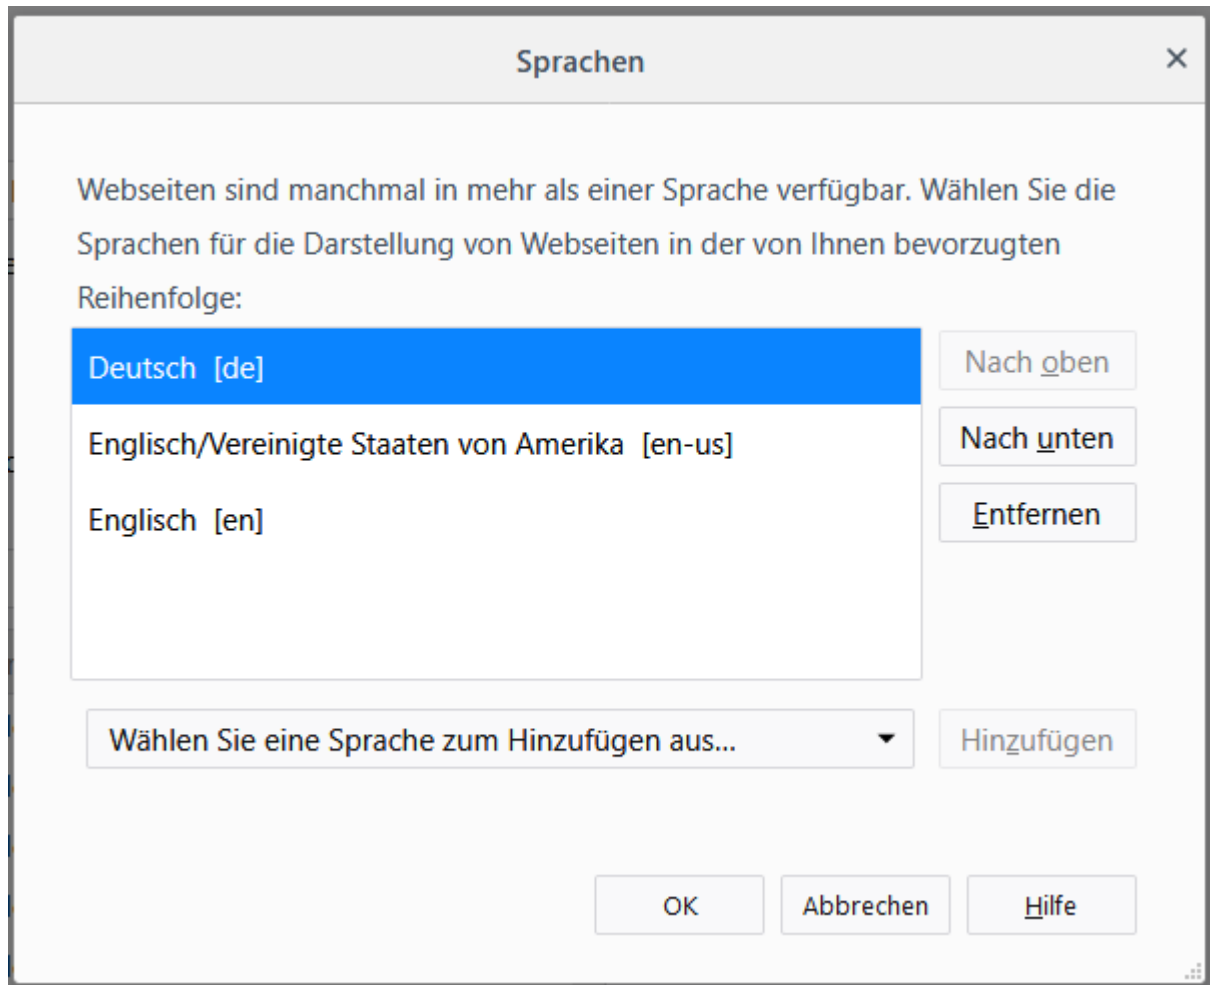 Sprachen
Webseiten sind manchmal in mehr als einer Sprache verfügbar. Wählen Sie die
Sprachen für die Darstellung von Webseiten in der von Ihnen bevorzugten
Reihenfolge:
Deutsch [de]
Nach oben
Englisch/Vereinigte Staaten von Amerika [en-us]
Nach unten
Englisch [en]
Entfernen
Wählen Sie eine Sprache zum Hinzufügen aus...
Hinzufügen
OK
Abbrechen
Hilfe